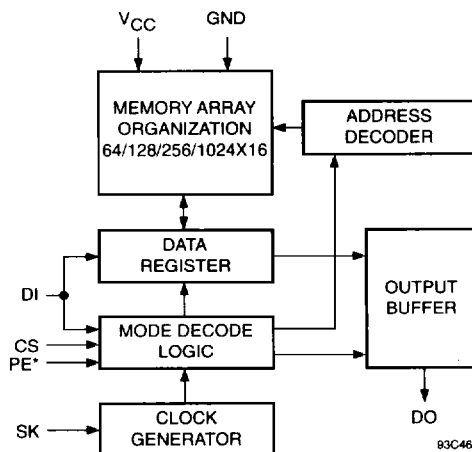 VCC
GND
MEMORY ARRAY
ORGANIZATION
64/128/256/1024X16
ADDRESS
DECODER
DATA
REGISTER
OUTPUT
BUFFER
DI
MODE DECODE
LOGIC
CS
PE*
SK
CLOCK
GENERATOR
DO
93C46